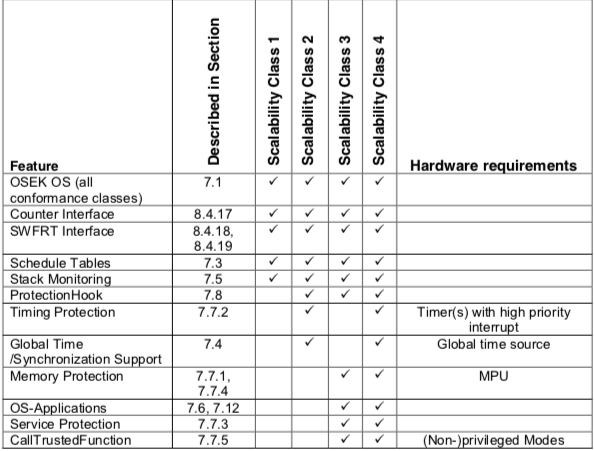 Feature Described in Section Scalability Class 1 Scalability Class 2 Scalability Class 3 Scalability Class 4 Hardware requirements
OSEK OS (all 7.1 ✓ ✓ ✓ ✓
conformance classes)
Counter Interface 8.4.17 ✓ ✓ ✓ ✓
SWFRT Interface 8.4.18, ✓ ✓ ✓ ✓
8.4.19
Schedule Tables 7.3 ✓ ✓ ✓ ✓
Stack Monitoring 7.5 ✓ ✓ ✓ ✓
ProtectionHook 7.8 ✓ ✓ ✓
Timing Protection 7.7.2 ✓ ✓ Timer(s) with high priority
interrupt
Global Time 7.4 ✓ ✓ Global time source
/Synchronization Support
Memory Protection 7.7.1, ✓ ✓ MPU
7.7.4
OS-Applications 7.6, 7.12 ✓ ✓
Service Protection 7.7.3 ✓ ✓
CallTrustedFunction 7.7.5 ✓ ✓ (Non-)privileged Modes